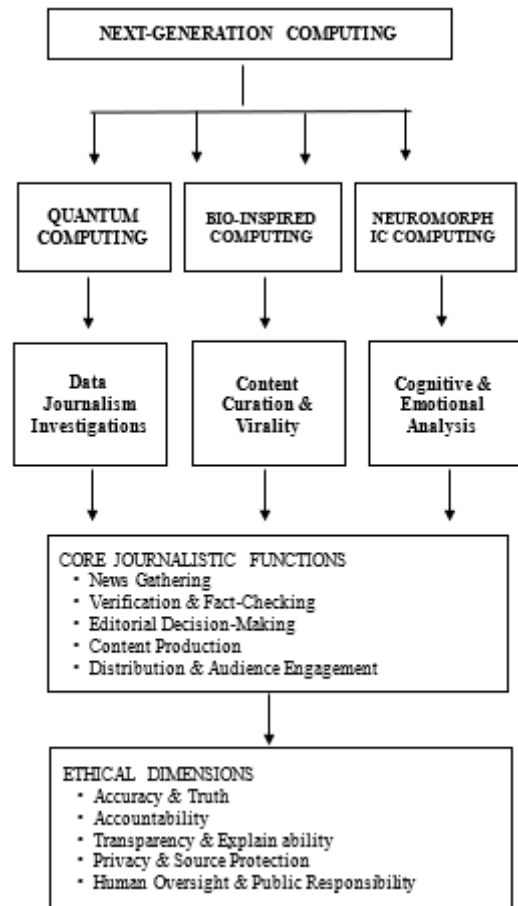 NEXT-GENERATION COMPUTING
QUANTUM
COMPUTING
BIO-INSPIRED
COMPUTING
NEUROMORPH
IC COMPUTING
Data
Journalism
Investigations
Content
Curation &
Virality
Cognitive &
Emotional
Analysis
CORE JOURNALISTIC FUNCTIONS
• News Gathering
• Verification & Fact-Checking
• Editorial Decision-Making
• Content Production
• Distribution & Audience Engagement
ETHICAL DIMENSIONS
• Accuracy & Truth
• Accountability
• Transparency & Explain ability
• Privacy & Source Protection
• Human Oversight & Public Responsibility